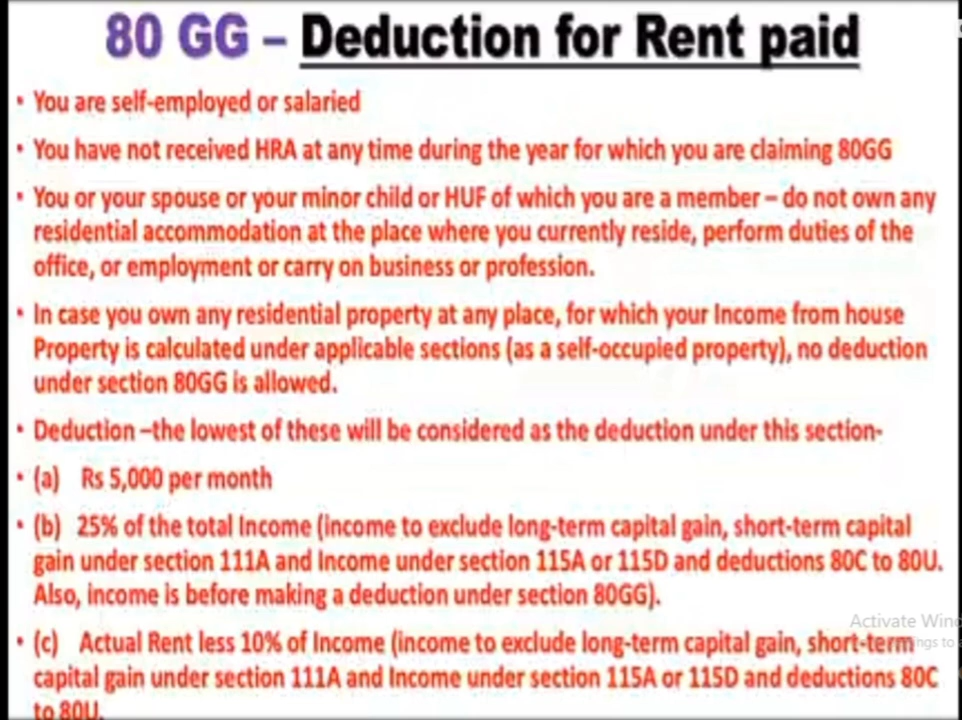 80 GG – Deduction for Rent paid
• You are self-employed or salaried
• You have not received HRA at any time during the year for which you are claiming 80GG
• You or your spouse or your minor child or HUF of which you are a member – do not own any
residential accommodation at the place where you currently reside, perform duties of the
office, or employment or carry on business or profession.
• In case you own any residential property at any place, for which your Income from house
Property is calculated under applicable sections (as a self-occupied property), no deduction
under section 80GG is allowed.
• Deduction –the lowest of these will be considered as the deduction under this section-
• (a) Rs 5,000 per month
• (b) 25% of the total Income (income to exclude long-term capital gain, short-term capital
gain under section 111A and Income under section 115A or 115D and deductions 80C to 80U.
Also, income is before making a deduction under section 80GG).
Activate Wind
• (c) Actual Rent less 10% of Income (income to exclude long-term capital gain, short-term
ngs to
capital gain under section 111A and Income under section 115A or 115D and deductions 80C
to 80U.